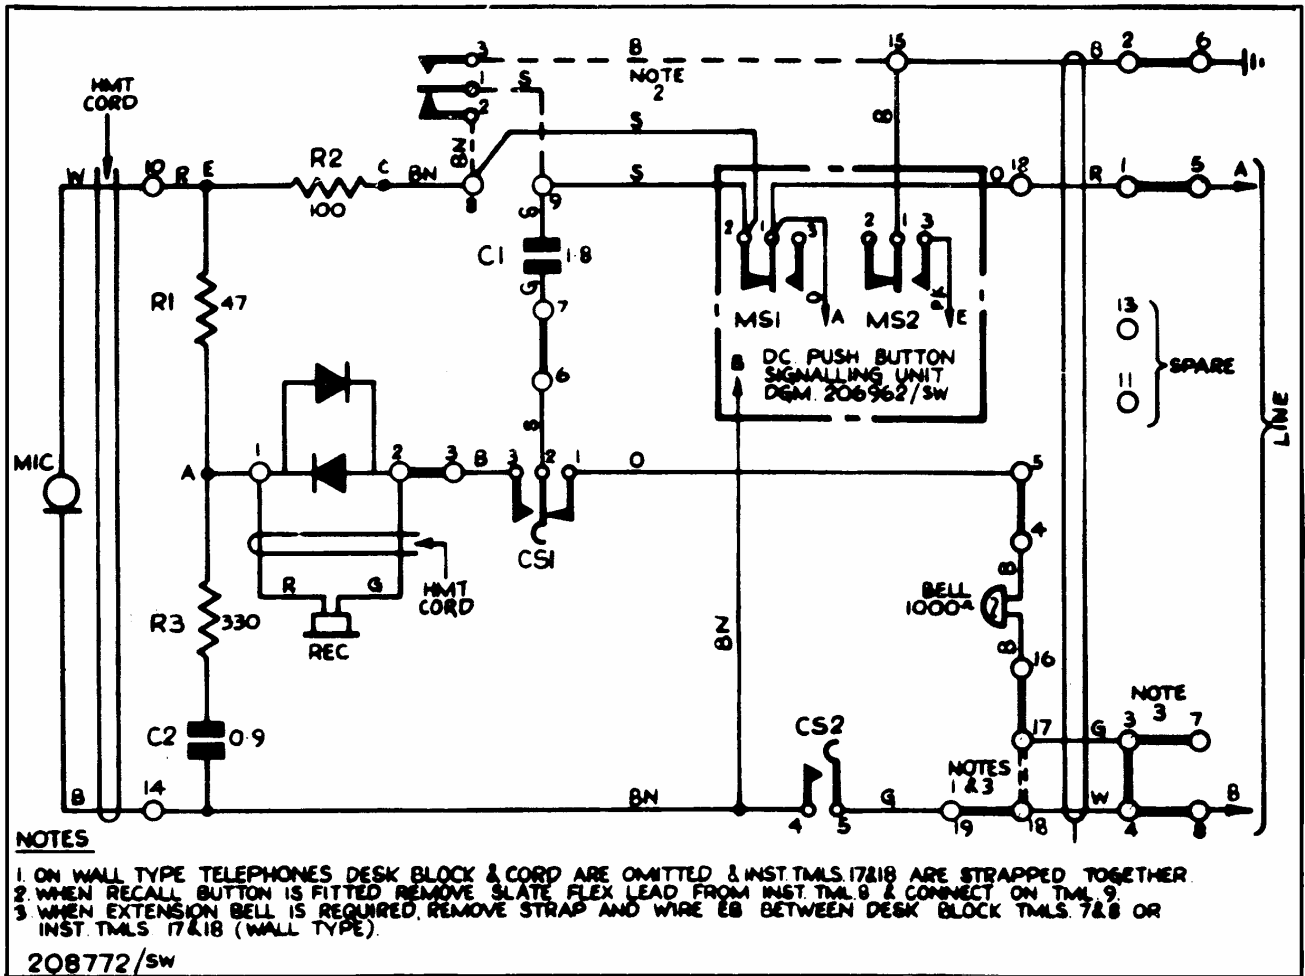 3
B
15
B
2
6
HMT
CORD
1
S
NOTE
2
2
BN
S
B
W
10
R
E
R2
100
C
BN
8
9
S
O
18
R
1
5
A
S
C1
1.8
G
7
6
S
2
1
3
2
1
3
O
A
PK
E
MS1
MS2
B
DC. PUSH BUTTON
SIGNALLING UNIT
DGM. 206962/SW
13
11
SPARE
LINE
R1
47
MIC
A
1
2
3
B
3
2
1
O
5
CS1
4
B
BELL
1000Ω
B
16
R
G
HMT
CORD
REC
R3
330
BN
C2
0.9
CS2
17
G
3
NOTE
3
7
NOTES
1 & 3
B
14
BN
4
5
G
19
18
W
4
8
B
NOTES
1. ON WALL TYPE TELEPHONES DESK BLOCK & CORD ARE OMITTED & INST. TMLS. 17&18 ARE STRAPPED TOGETHER.
2. WHEN RECALL BUTTON IS FITTED REMOVE SLATE FLEX LEAD FROM INST. TML. 8 & CONNECT ON TML. 9.
3. WHEN EXTENSION BELL IS REQUIRED, REMOVE STRAP AND WIRE EB BETWEEN DESK BLOCK TMLS. 7&8 OR
INST. TMLS 17&18 (WALL TYPE).
208772/SW